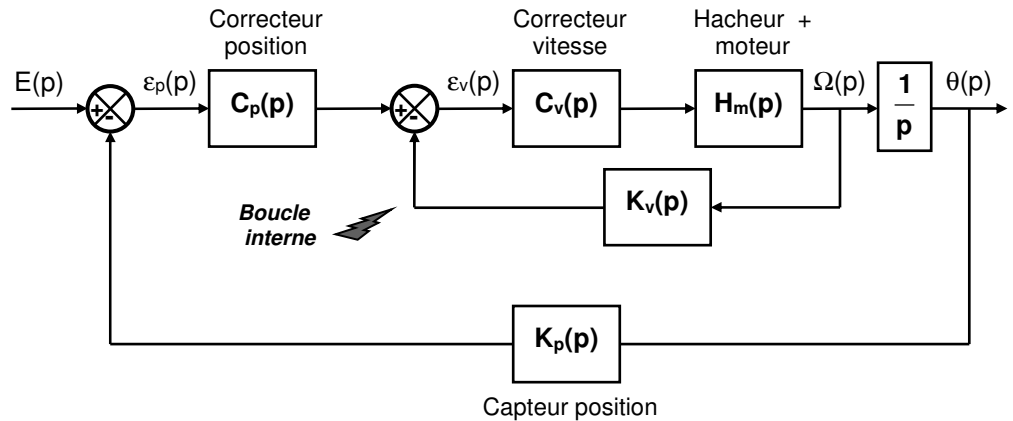 Correcteur
position
Correcteur
vitesse
Hacheur +
moteur
E(p)
+
-
εp(p)
Cp(p)
+
-
εv(p)
Cv(p)
Hm(p)
Ω(p)
1
p
θ(p)
Kv(p)
Boucle
interne
Kp(p)
Capteur position